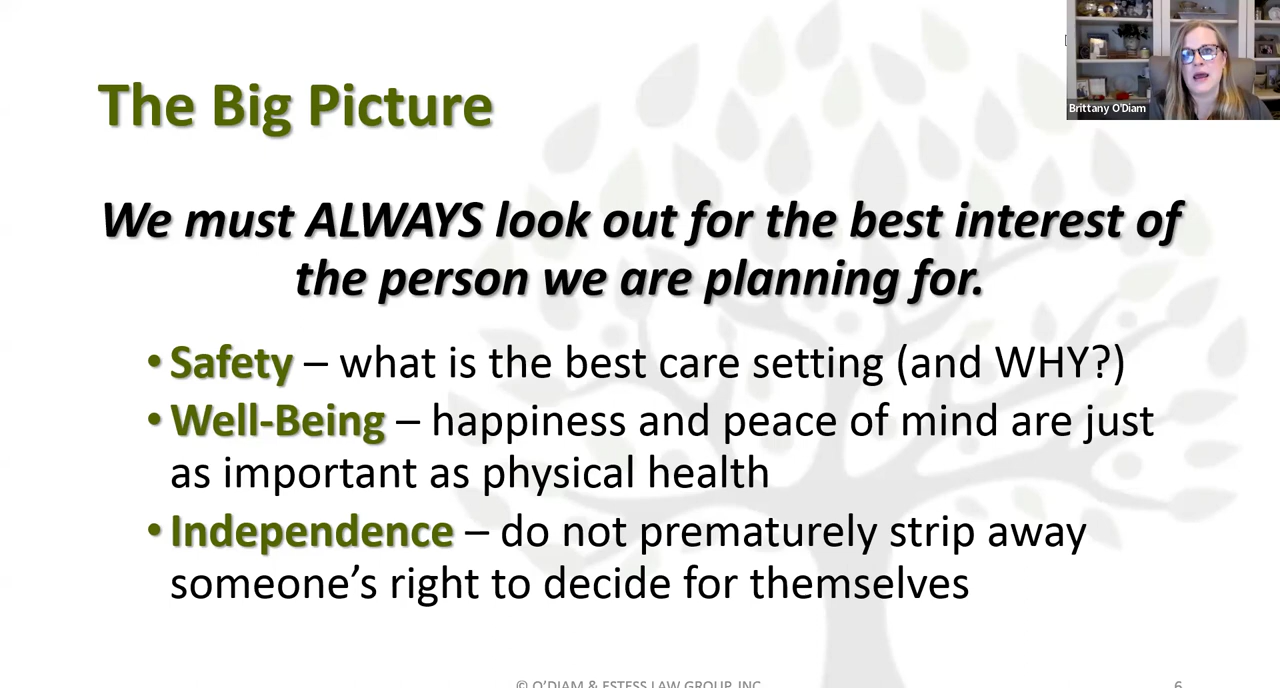 The Big Picture
Brittany O'Diam
We must ALWAYS look out for the best interest of
the person we are planning for.
• Safety – what is the best care setting (and WHY?)
• Well-Being – happiness and peace of mind are just
as important as physical health
• Independence – do not prematurely strip away
someone’s right to decide for themselves
© O’DIAM & ESTESS LAW GROUP, INC.
6